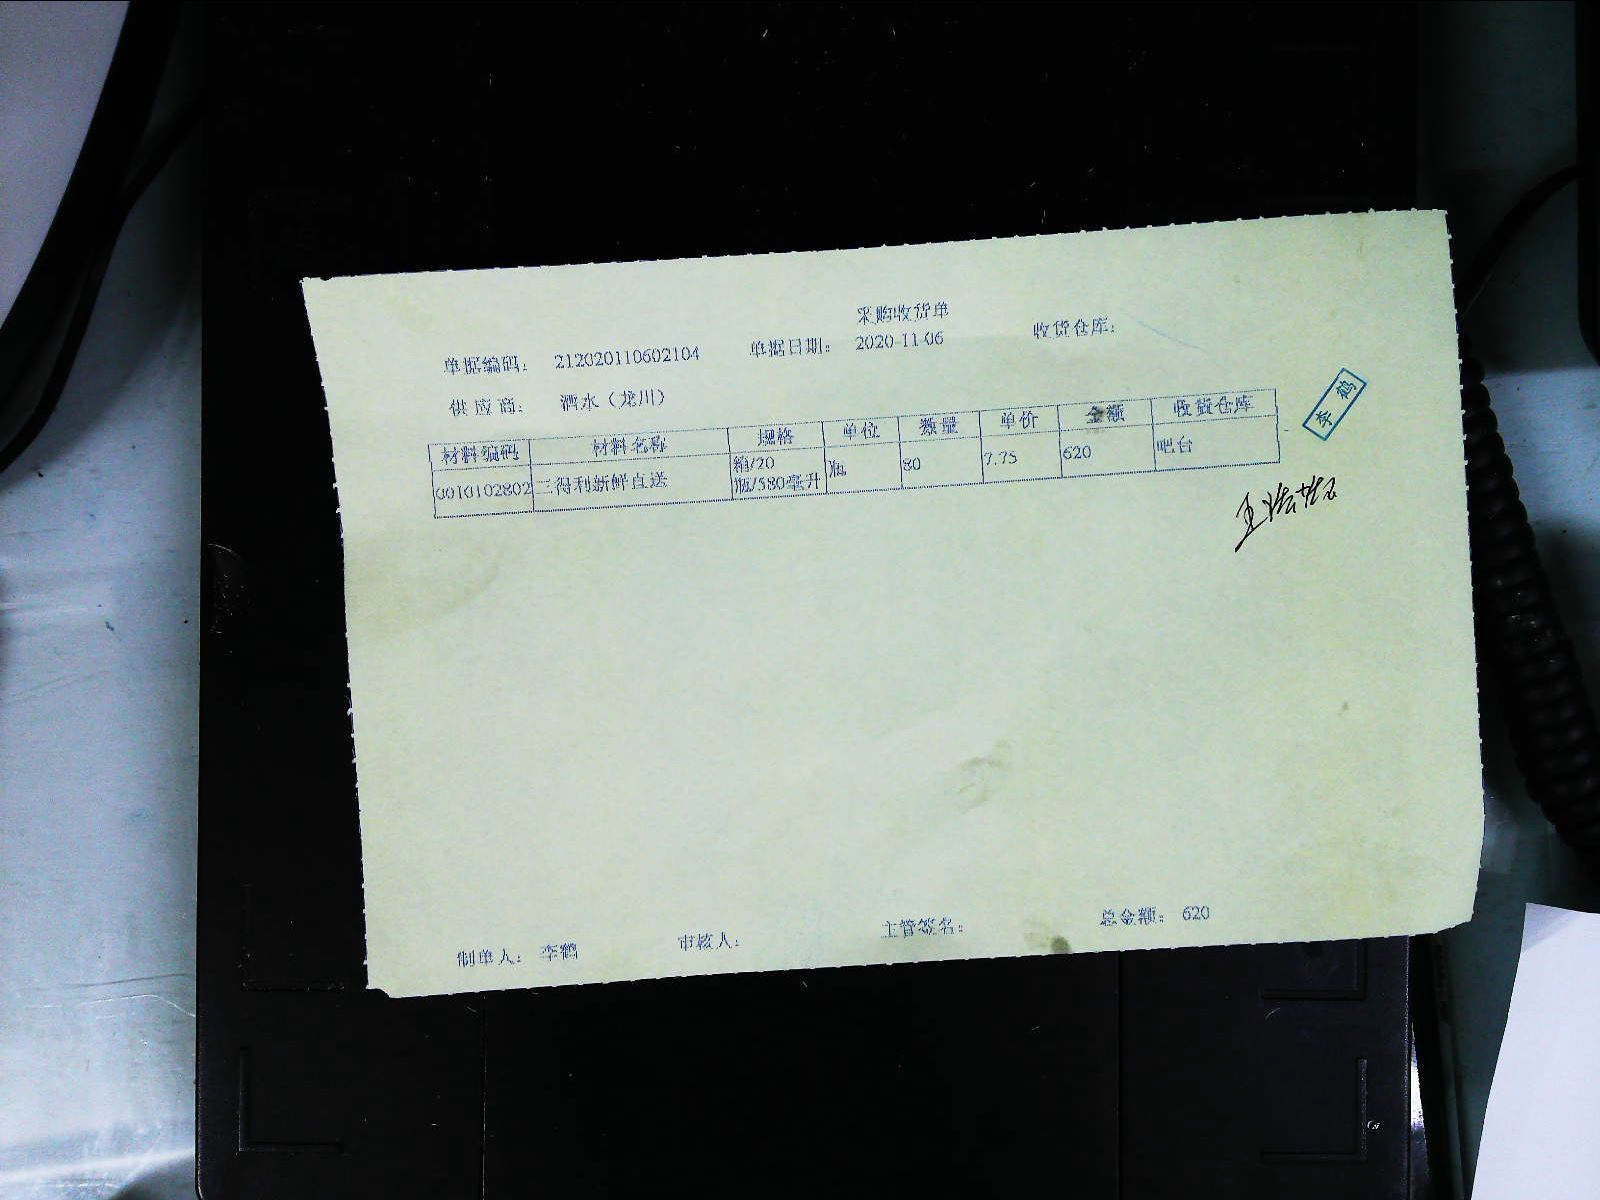 采购收货单
单据编码： 212020110602104 单据日期： 2020-11-06 收货仓库：
供应商： 酒水（龙川）
材料编码 材料名称 规格 单位 数量 单价 金额 收货仓库
0010102802 三得利新鲜直送 箱/20瓶/580毫升 瓶 80 7.75 620 吧台
李鹤
制单人： 李鹤 审核人： 主管签名： 总金额： 620